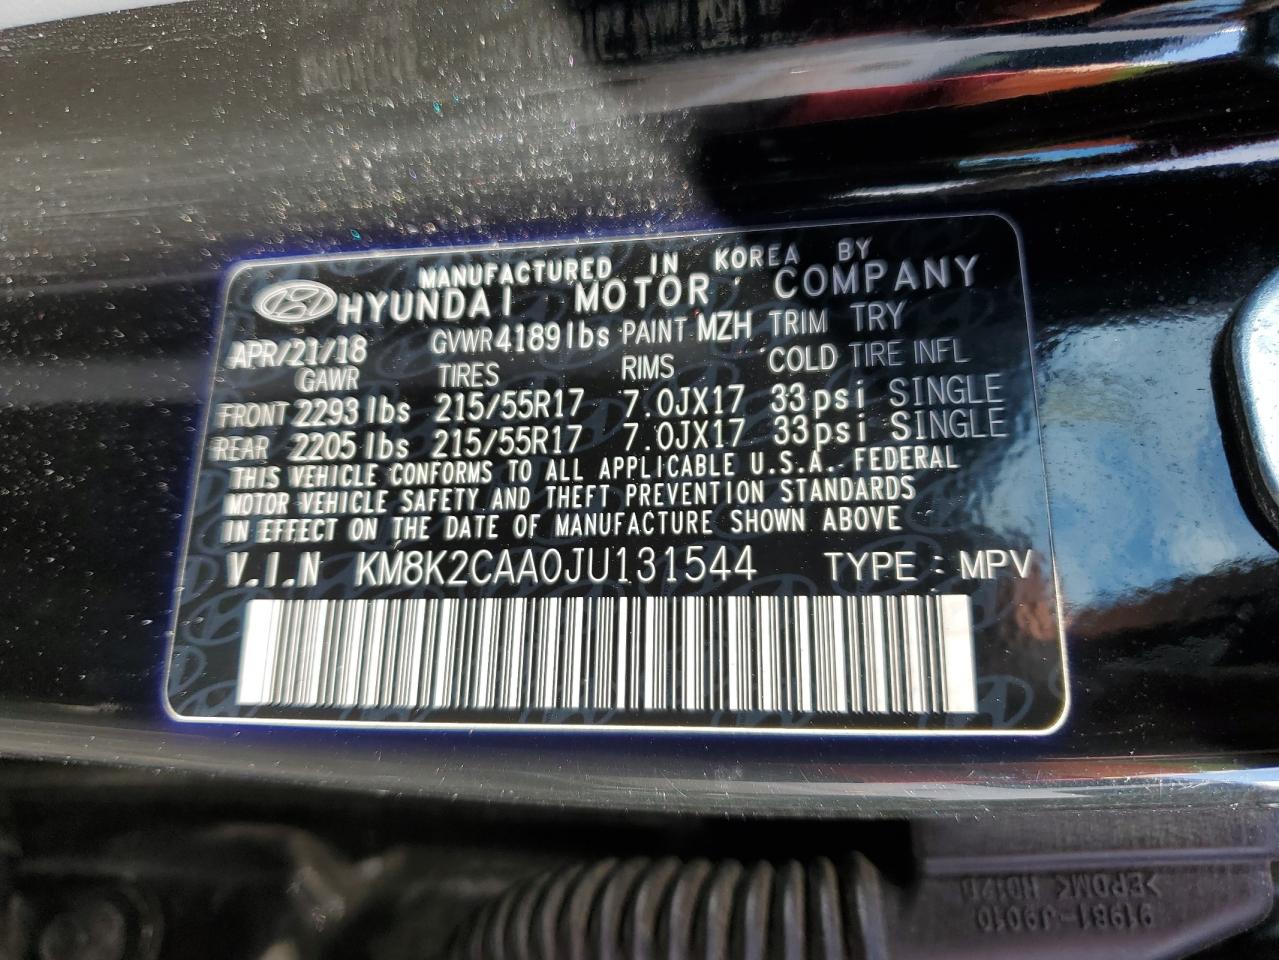 MANUFACTURED IN KOREA BY
HYUNDAI MOTOR COMPANY
APR/21/18 GVWR 4189 lbs PAINT MZH TRIM TRY
GAWR TIRES RIMS COLD TIRE INFL
FRONT 2293 lbs 215/55R17 7.0JX17 33psi SINGLE
REAR 2205 lbs 215/55R17 7.0JX17 33psi SINGLE
THIS VEHICLE CONFORMS TO ALL APPLICABLE U.S.A. FEDERAL
MOTOR VEHICLE SAFETY AND THEFT PREVENTION STANDARDS
IN EFFECT ON THE DATE OF MANUFACTURE SHOWN ABOVE
V.I.N KM8K2CAA0JU131544 TYPE : MPV
91981-J9010
>EPDM<